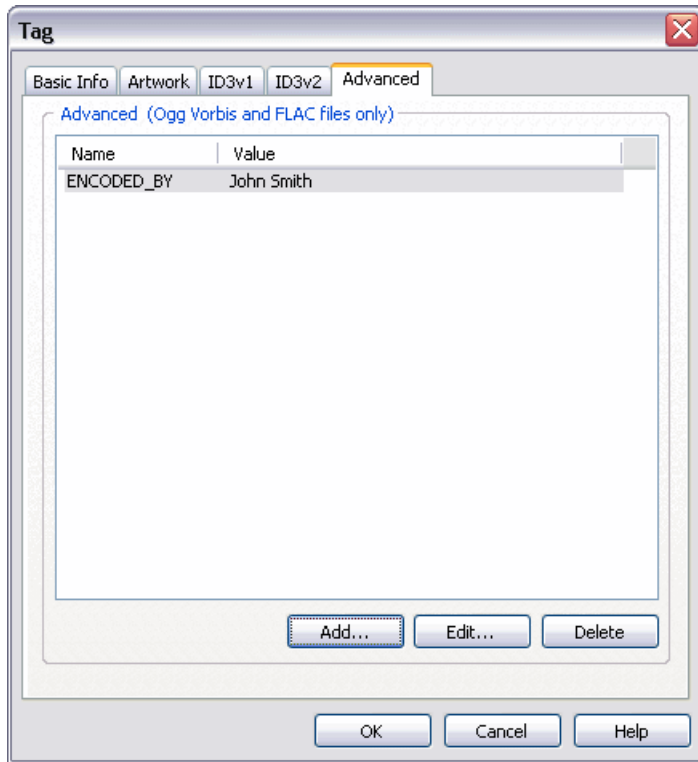 Tag
Basic Info Artwork ID3v1 ID3v2 Advanced
Advanced (Ogg Vorbis and FLAC files only)
Name Value
ENCODED_BY John Smith
Add... Edit... Delete
OK Cancel Help